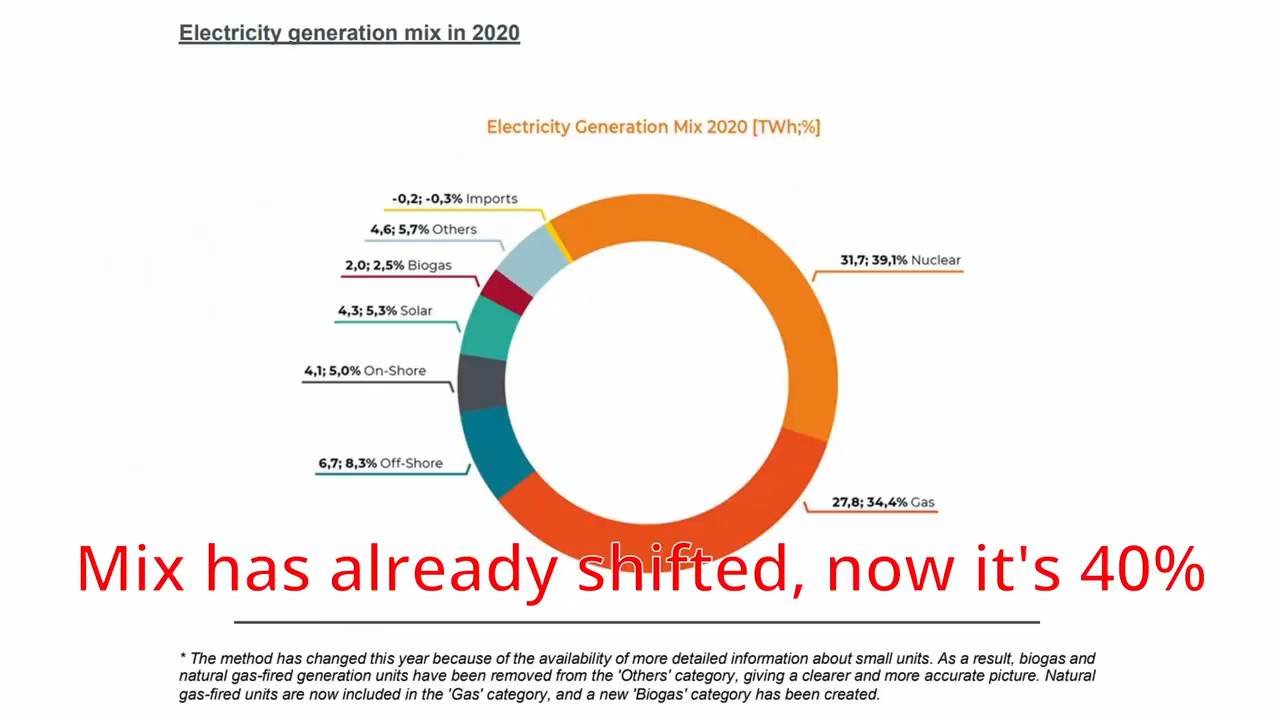 Electricity generation mix in 2020
Electricity Generation Mix 2020 [TWh;%]
-0,2; -0,3% Imports
4,6; 5,7% Others
2,0; 2,5% Biogas
4,3; 5,3% Solar
4,1; 5,0% On-Shore
6,7; 8,3% Off-Shore
31,7; 39,1% Nuclear
27,8; 34,4% Gas
Mix has already shifted, now it's 40%
* The method has changed this year because of the availability of more detailed information about small units. As a result, biogas and
natural gas-fired generation units have been removed from the 'Others' category, giving a clearer and more accurate picture. Natural
gas-fired units are now included in the 'Gas' category, and a new 'Biogas' category has been created.